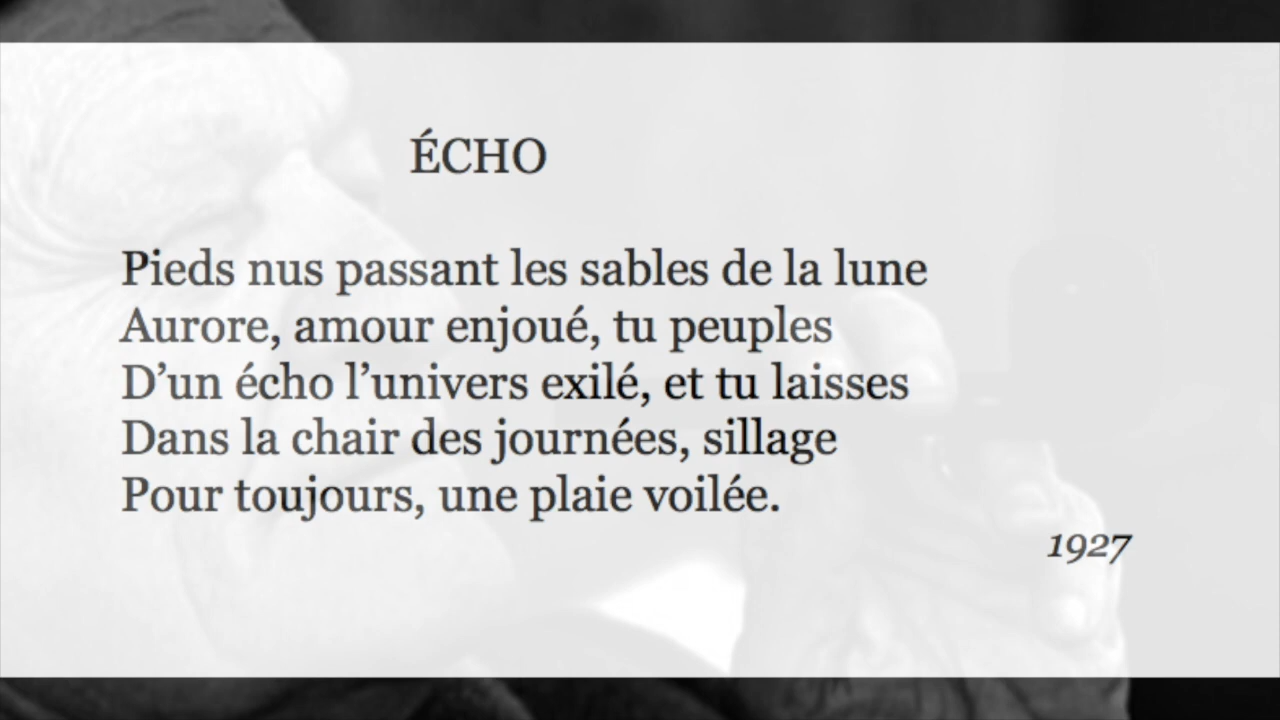 ÉCHO
Pieds nus passant les sables de la lune
Aurore, amour enjoué, tu peuples
D’un écho l’univers exilé, et tu laisses
Dans la chair des journées, sillage
Pour toujours, une plaie voilée.
1927